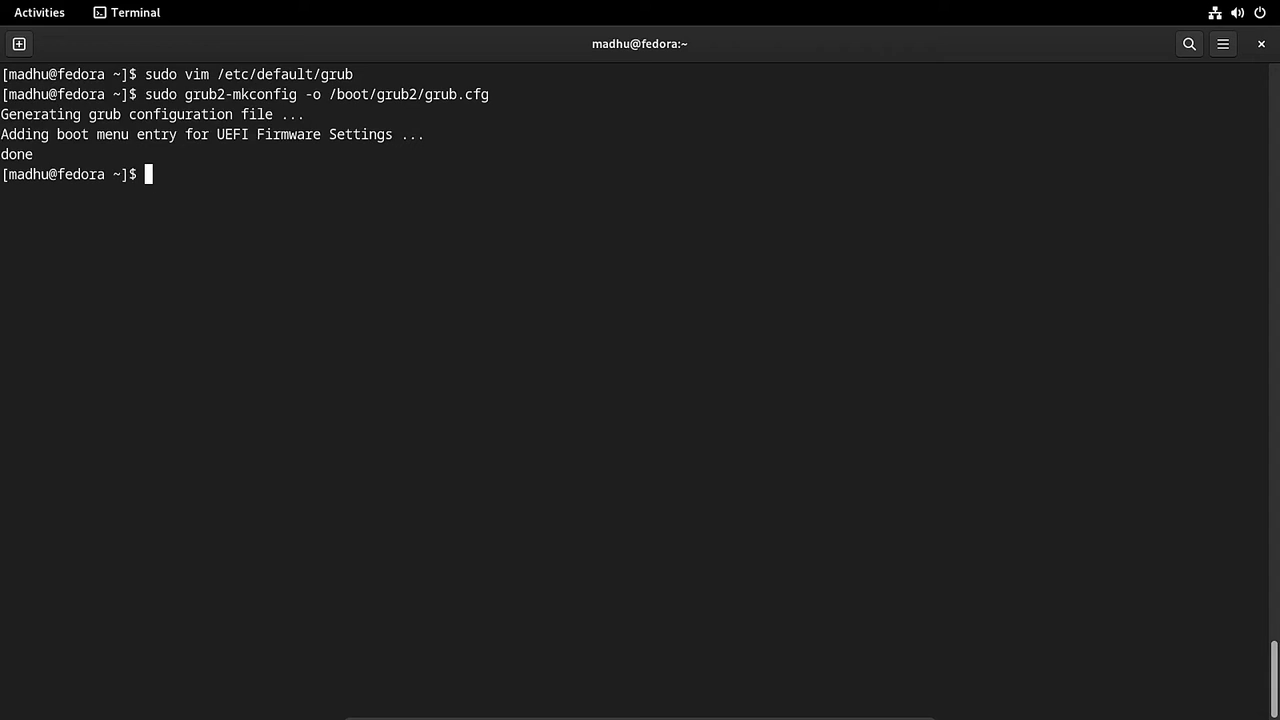 Activities
Terminal
madhu@fedora:~
[madhu@fedora ~]$ sudo vim /etc/default/grub
[madhu@fedora ~]$ sudo grub2-mkconfig -o /boot/grub2/grub.cfg
Generating grub configuration file ...
Adding boot menu entry for UEFI Firmware Settings ...
done
[madhu@fedora ~]$